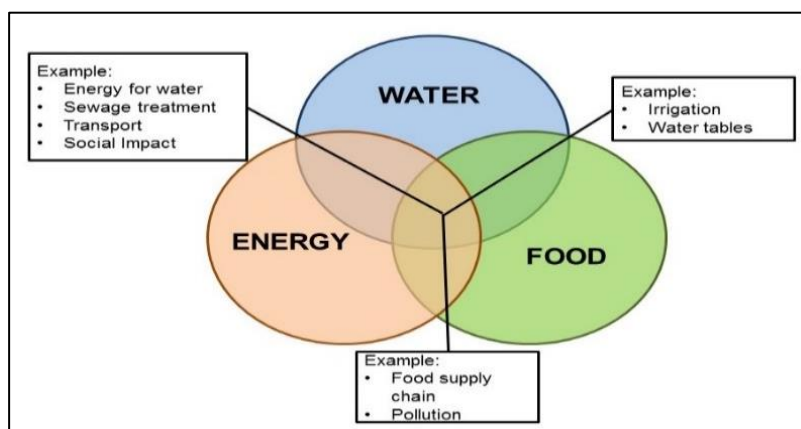 Example:
• Energy for water
• Sewage treatment
• Transport
• Social Impact
WATER
Example:
• Irrigation
• Water tables
ENERGY
FOOD
Example:
• Food supply
chain
• Pollution